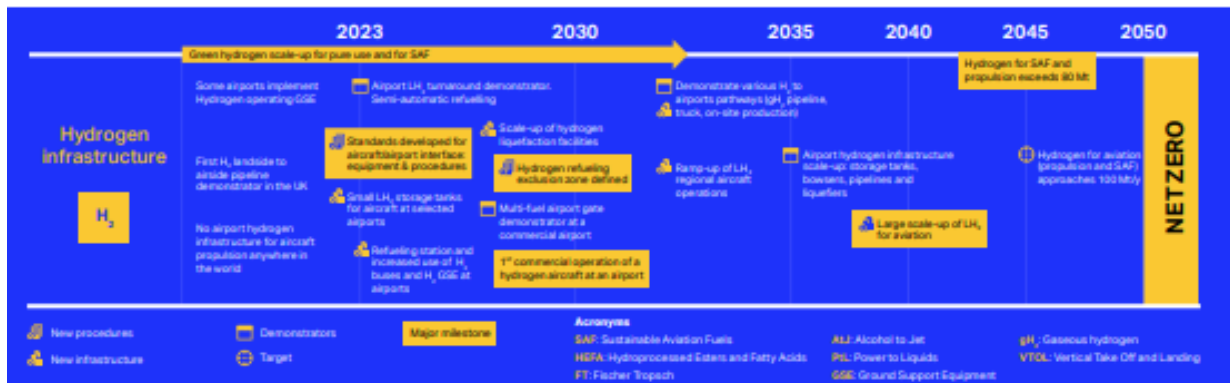 2023
2030
2035
2040
2045
2050
Green hydrogen scale-up for pure use and for SAF
Hydrogen for SAF and
propulsion exceeds 80 Mt
Hydrogen
infrastructure
H₂
Some airports implement
Hydrogen operating GSE
First H₂ landside to
airside pipeline
demonstrator in the UK
No airport hydrogen
infrastructure for aircraft
propulsion anywhere in
the world
Airport LH₂ turnaround demonstrator.
Semi-automatic refuelling
Standards developed for
aircraft/airport interface:
equipment & procedures
Small LH₂ storage tanks
for aircraft at selected
airports
Refueling station and
increased use of H₂
buses and H₂ GSE at
airports
Scale-up of hydrogen
liquefaction facilities
Hydrogen refueling
exclusion zone defined
Multi-fuel airport gate
demonstrator at a
commercial airport
1st commercial operation of a
hydrogen aircraft at an airport
Demonstrate various H₂ to
airports pathways (gH₂ pipeline,
truck, on-site production)
Ramp-up of LH₂
regional aircraft
operations
Airport hydrogen infrastructure
scale-up: storage tanks,
bowsers, pipelines and
liquefiers
Large scale-up of LH₂
for aviation
Hydrogen for aviation
(propulsion and SAF)
approaches 100 Mt/y
NET ZERO
New procedures
New infrastructure
Demonstrators
Target
Major milestone
Acronyms
SAF: Sustainable Aviation Fuels
HEFA: Hydroprocessed Esters and Fatty Acids
FT: Fischer Tropsch
AtJ: Alcohol to Jet
PtL: Power to Liquids
GSE: Ground Support Equipment
gH₂: Gaseous hydrogen
VTOL: Vertical Take Off and Landing